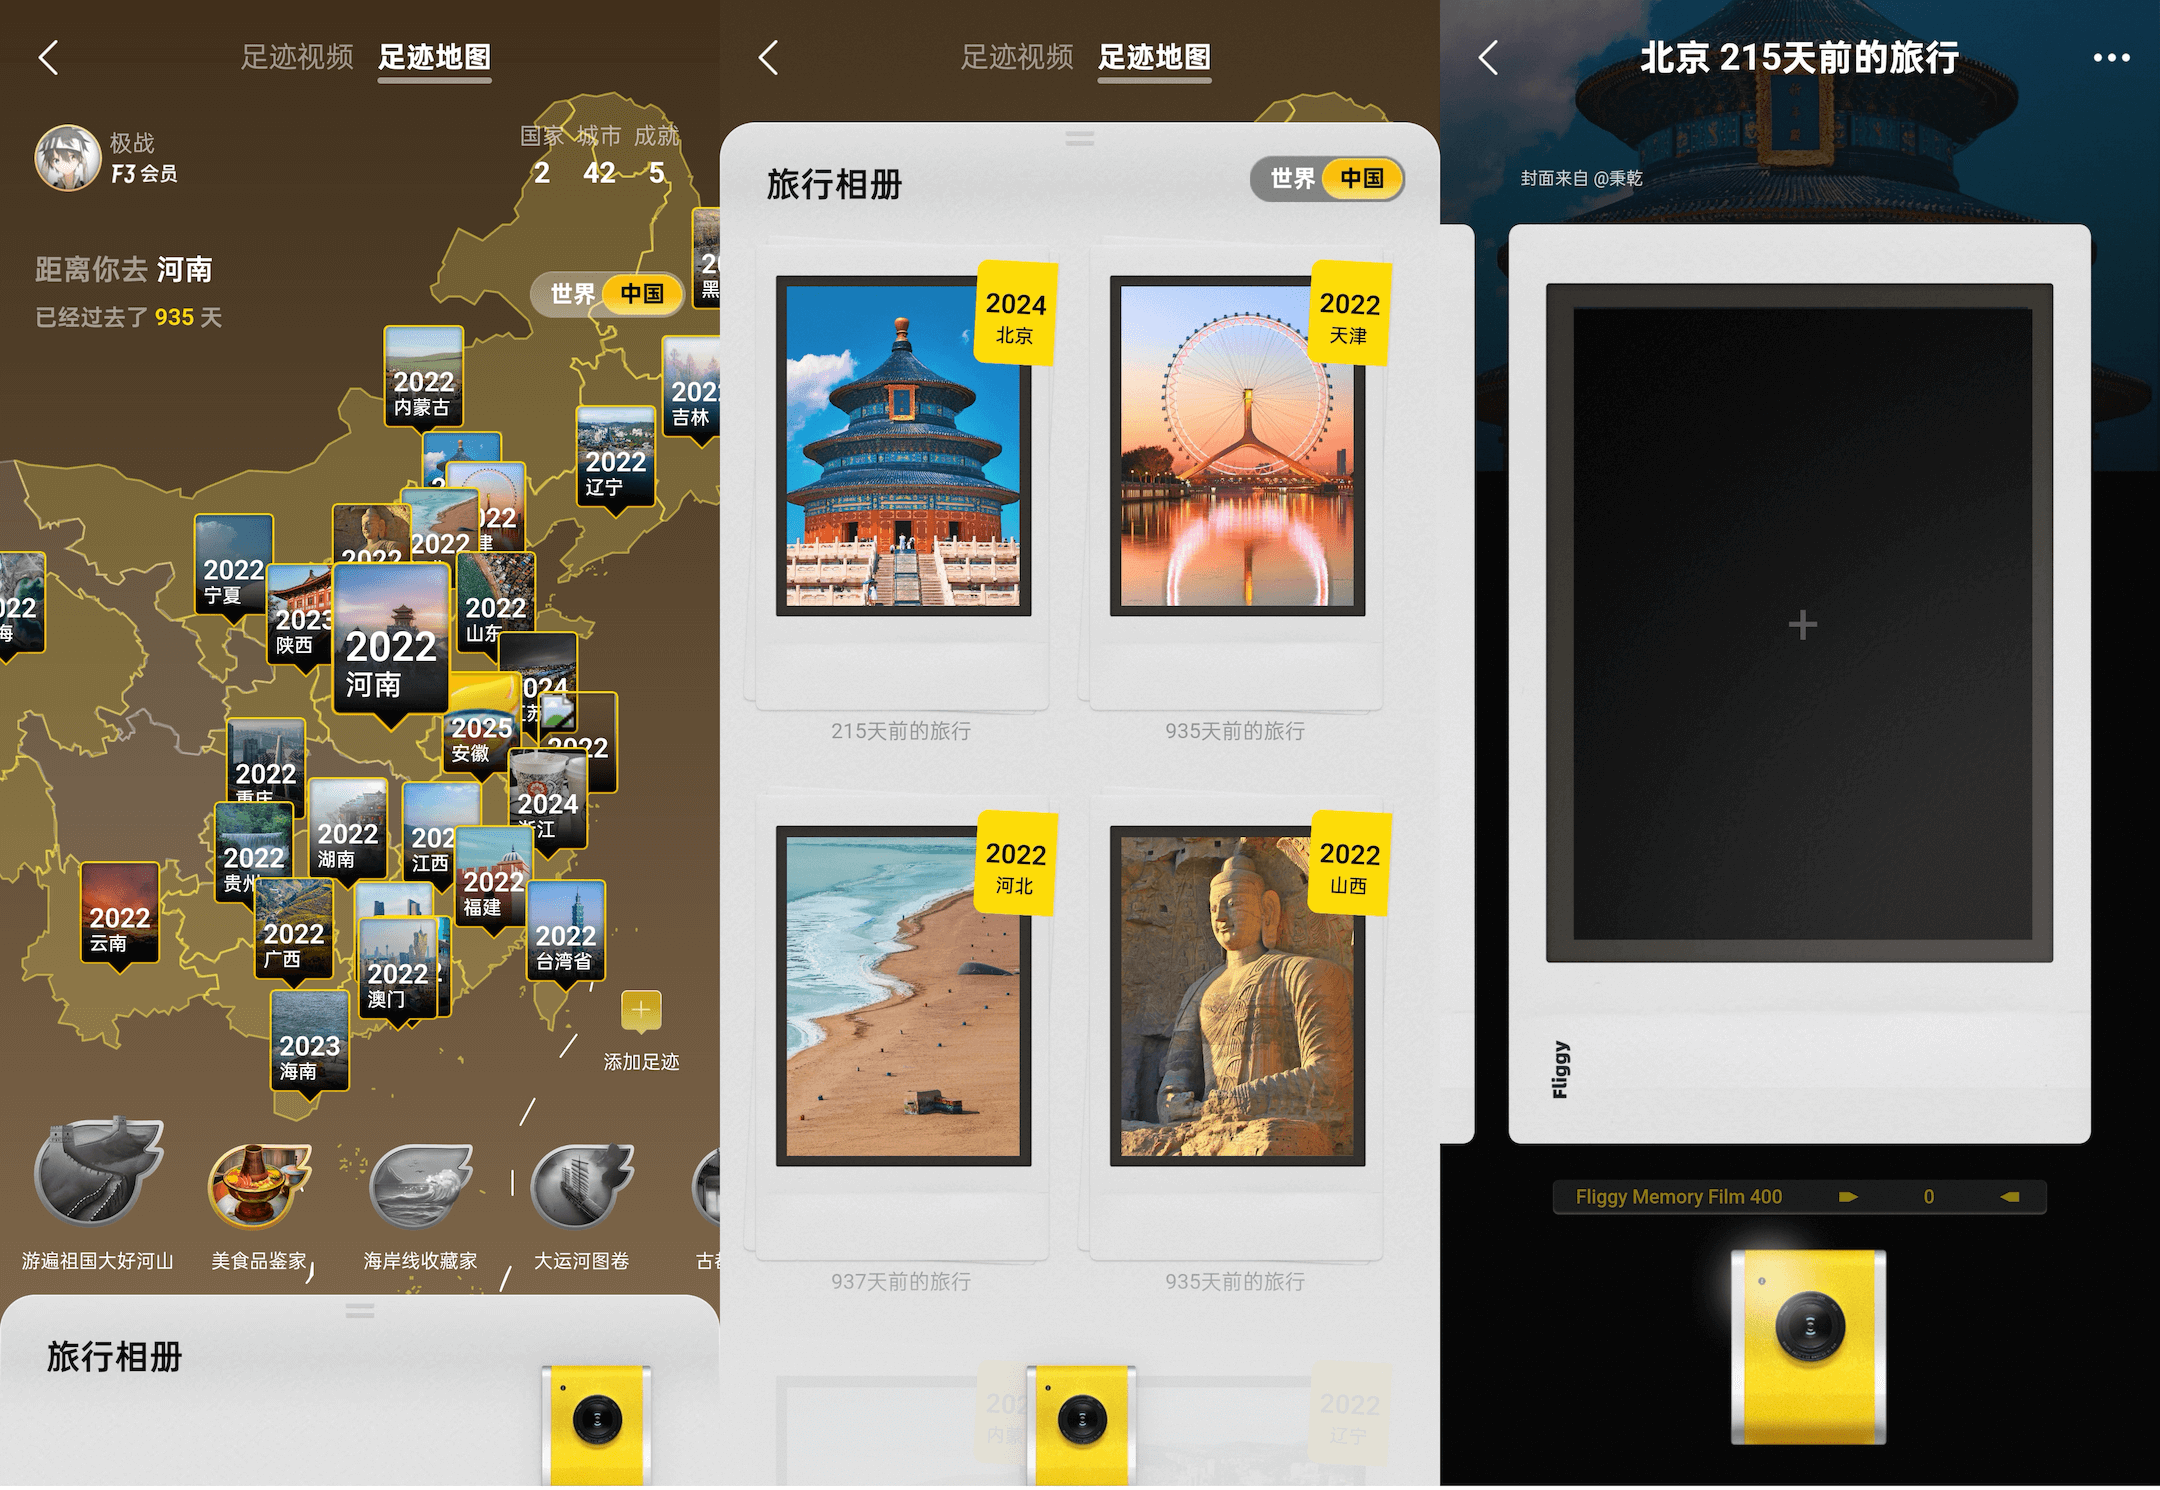 足迹视频 足迹地图
极战
F3 会员
国家 城市 成就
2 42 5
距离你去 河南
已经过去了 935 天
世界 中国
2022
内蒙古
2022
吉林
2022
辽宁
2022
宁夏
2022
2022
2023
陕西
2022
山东
2022
河南
2025
安徽
2022
2024
浙江
2022
重庆
2022
湖南
江西
2022
贵州
2022
福建
2022
云南
2022
广西
2022
台湾省
2022
澳门
2023
海南
添加足迹
游遍祖国大好河山 美食品鉴家 海岸线收藏家 大运河图卷
旅行相册
足迹视频 足迹地图
旅行相册
世界 中国
2024
北京
2022
天津
215天前的旅行
935天前的旅行
2022
河北
2022
山西
937天前的旅行
935天前的旅行
2022
辽宁
北京 215天前的旅行
封面来自 @秉乾
Fliggy
Fliggy Memory Film 400 0